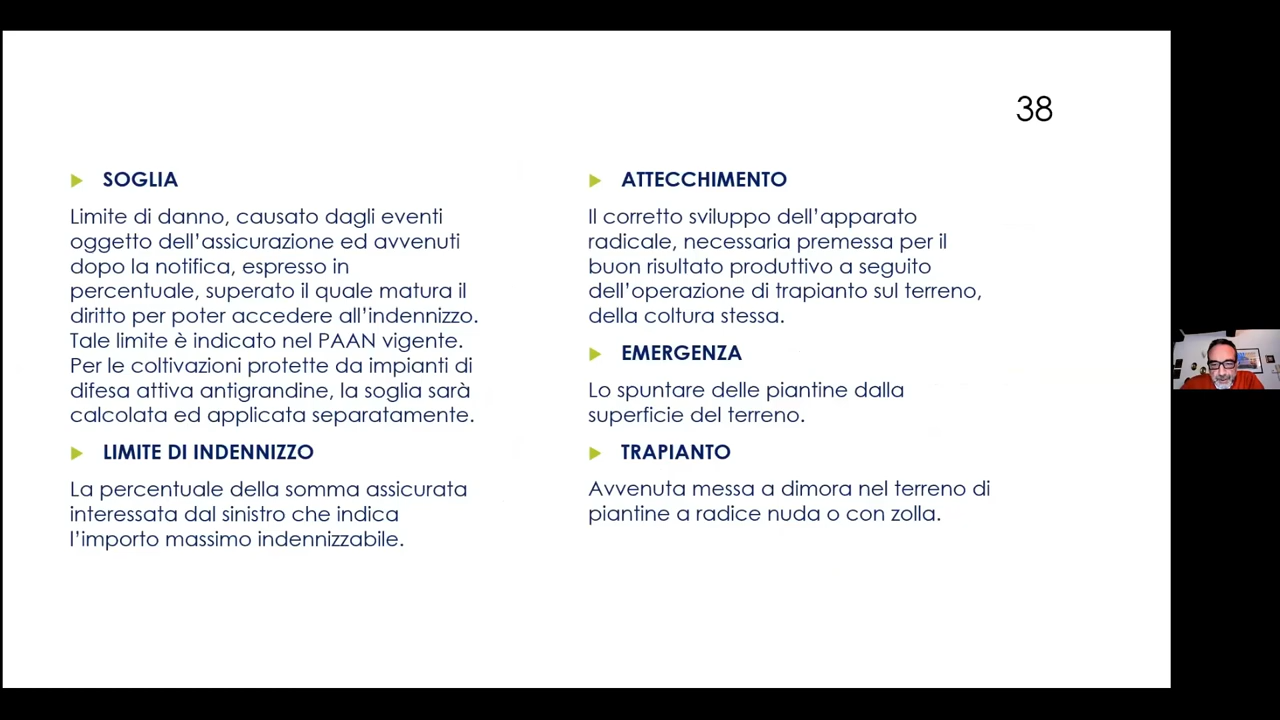 38
SOGLIA
Limite di danno, causato dagli eventi
oggetto dell’assicurazione ed avvenuti
dopo la notifica, espresso in
percentuale, superato il quale matura il
diritto per poter accedere all’indennizzo.
Tale limite è indicato nel PAAN vigente.
Per le coltivazioni protette da impianti di
difesa attiva antigrandine, la soglia sarà
calcolata ed applicata separatamente.
LIMITE DI INDENNIZZO
La percentuale della somma assicurata
interessata dal sinistro che indica
l’importo massimo indennizzabile.
ATTECCHIMENTO
Il corretto sviluppo dell’apparato
radicale, necessaria premessa per il
buon risultato produttivo a seguito
dell’operazione di trapianto sul terreno,
della coltura stessa.
EMERGENZA
Lo spuntare delle piantine dalla
superficie del terreno.
TRAPIANTO
Avvenuta messa a dimora nel terreno di
piantine a radice nuda o con zolla.